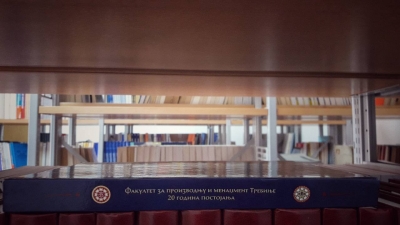 Факултет за производњу и менаџмент Требиње
20 година постојања